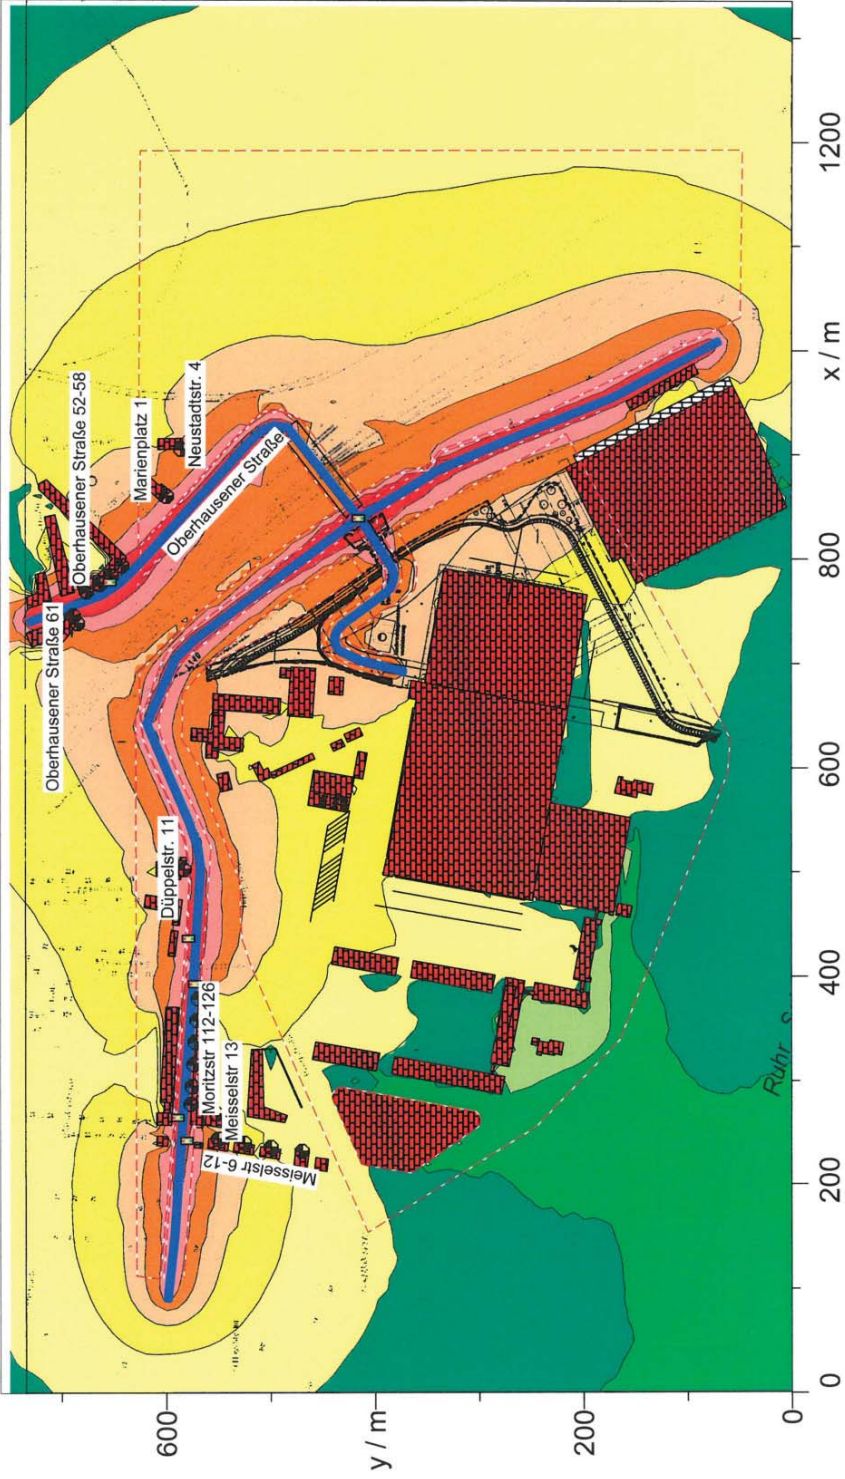 Oberhausener Straße 61
Oberhausener Straße 52-58
Marienplatz 1
Neustadtstr. 4
Oberhausener Straße
Düppelstr. 11
Moritzstr 112-126
Meisselstr 13
Meisselstr 6-12
Ruhr
600
y / m
200
0
0
200
400
600
800
x / m
1200